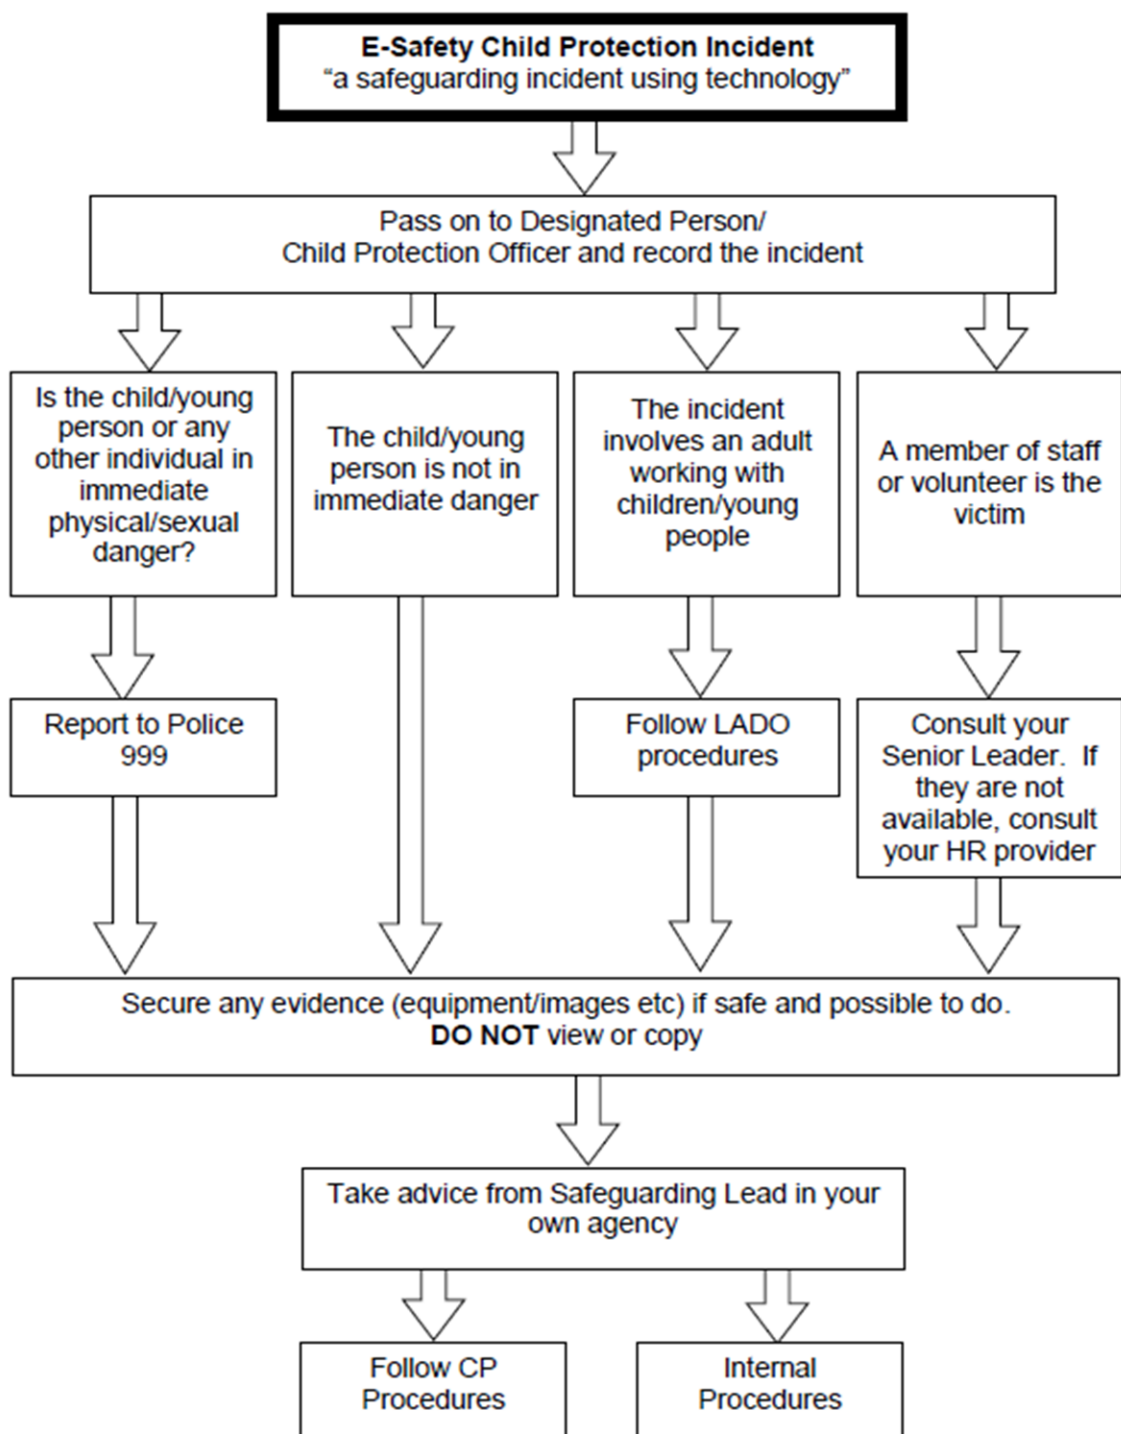 E-Safety Child Protection Incident
“a safeguarding incident using technology”
Pass on to Designated Person/
Child Protection Officer and record the incident
Is the child/young
person or any
other individual in
immediate
physical/sexual
danger?
The child/young
person is not in
immediate danger
The incident
involves an adult
working with
children/young
people
A member of staff
or volunteer is the
victim
Report to Police
999
Follow LADO
procedures
Consult your
Senior Leader.  If
they are not
available, consult
your HR provider
Secure any evidence (equipment/images etc) if safe and possible to do.
DO NOT view or copy
Take advice from Safeguarding Lead in your
own agency
Follow CP
Procedures
Internal
Procedures